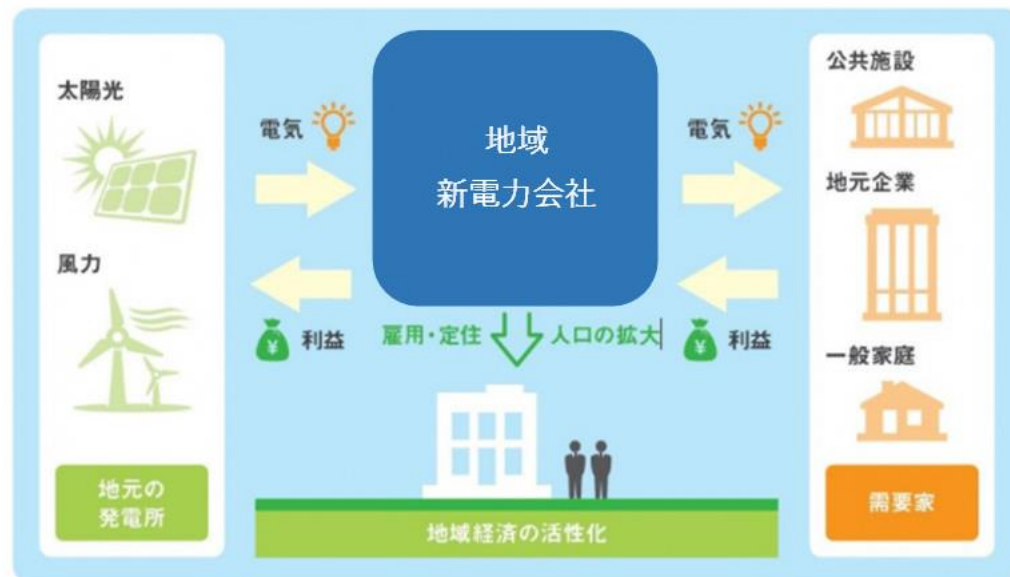 太陽光
風力
地元の
発電所
電気
利益
地域
新電力会社
雇用・定住
人口の拡大
地域経済の活性化
電気
利益
公共施設
地元企業
一般家庭
需要家